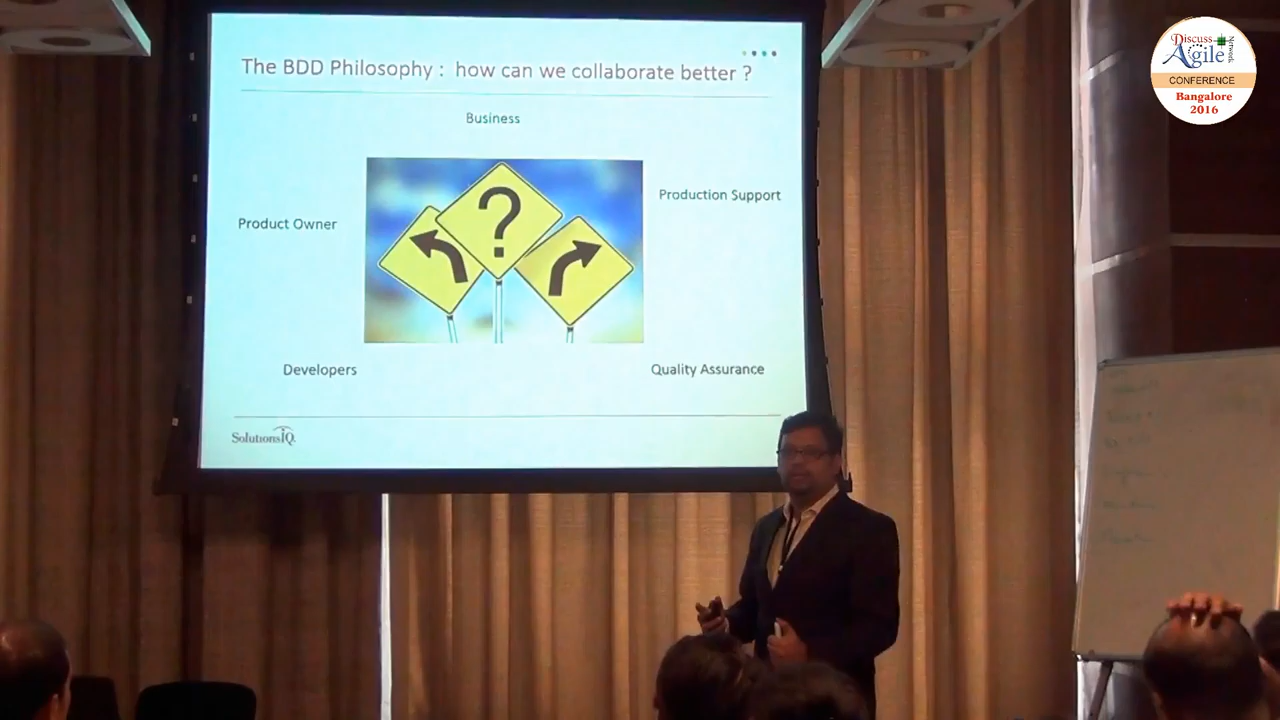 The BDD Philosophy : how can we collaborate better ?
Business
Production Support
Product Owner
?
Developers
Quality Assurance
SolutionsIQ
Discuss
Agile
Network
CONFERENCE
Bangalore
2016